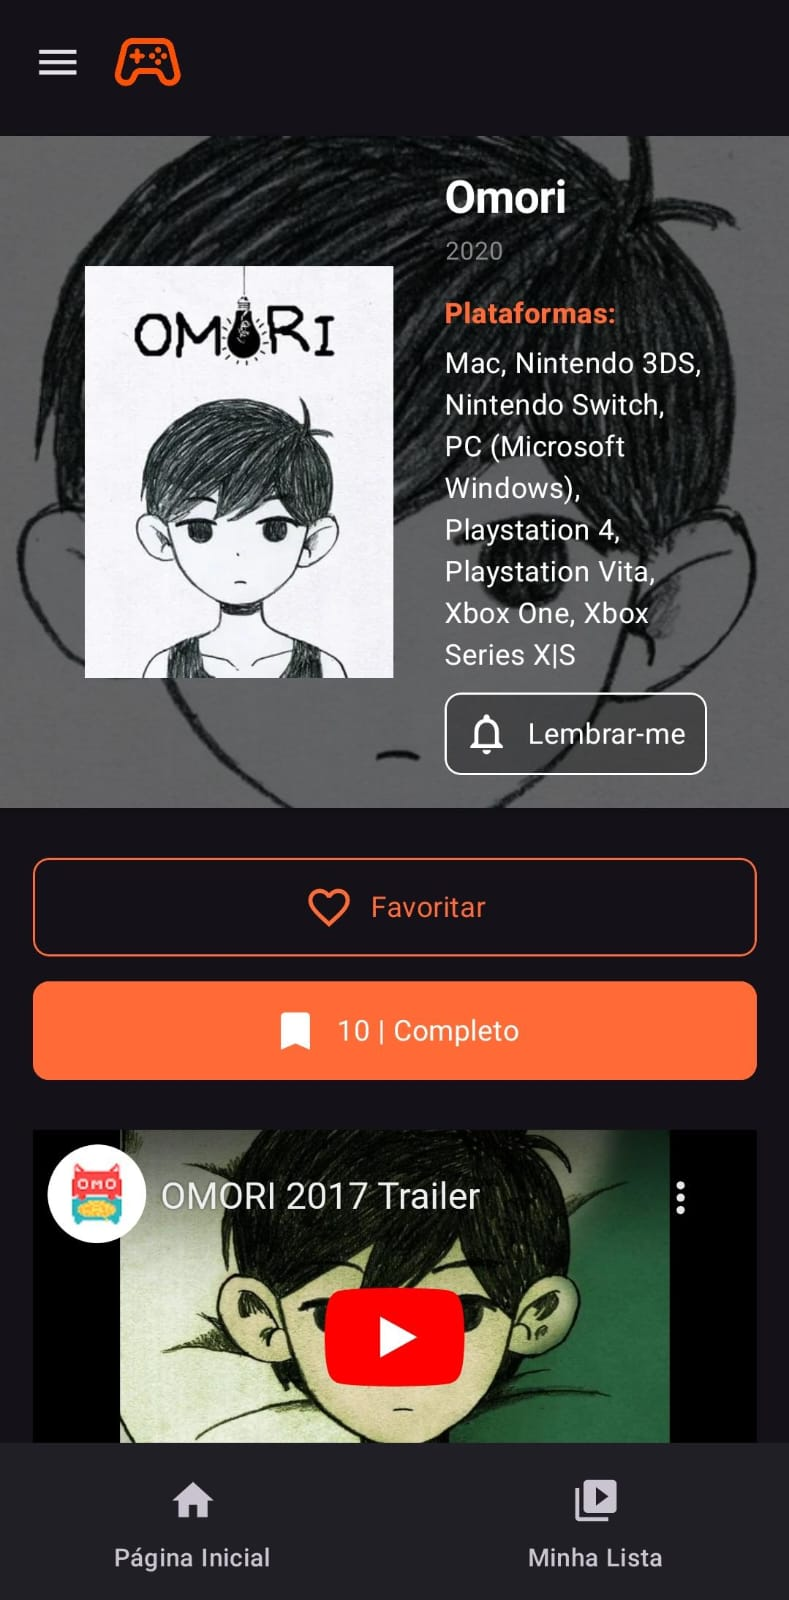 Omori
2020
Plataformas:
Mac, Nintendo 3DS,
Nintendo Switch,
PC (Microsoft
Windows),
Playstation 4,
Playstation Vita,
Xbox One, Xbox
Series X|S
Lembrar-me
OMORI
Favoritar
10 | Completo
OMO
OMORI 2017 Trailer
Página Inicial
Minha Lista